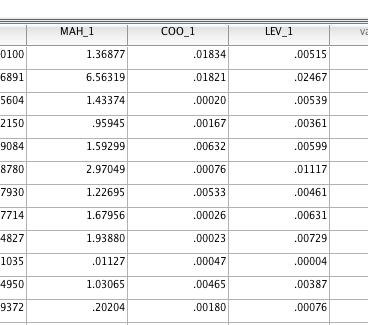 MAH_1 COO_1 LEV_1 va
0100 1.36877 .01834 .00515
6891 6.56319 .01821 .02467
5604 1.43374 .00020 .00539
2150 .95945 .00167 .00361
9084 1.59299 .00632 .00599
8780 2.97049 .00076 .01117
7930 1.22695 .00533 .00461
7714 1.67956 .00026 .00631
4827 1.93880 .00023 .00729
1035 .01127 .00047 .00004
4950 1.03065 .00465 .00387
9372 .20204 .00180 .00076